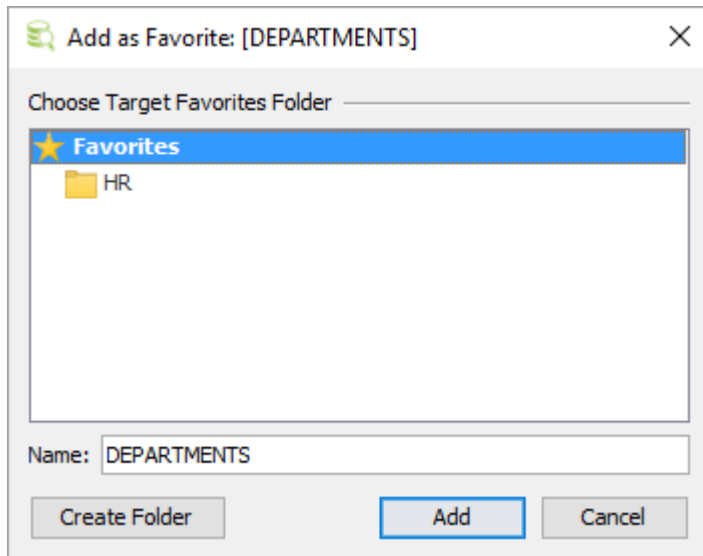 Add as Favorite: [DEPARTMENTS]
Choose Target Favorites Folder
Favorites
HR
Name: DEPARTMENTS
Create Folder Add Cancel